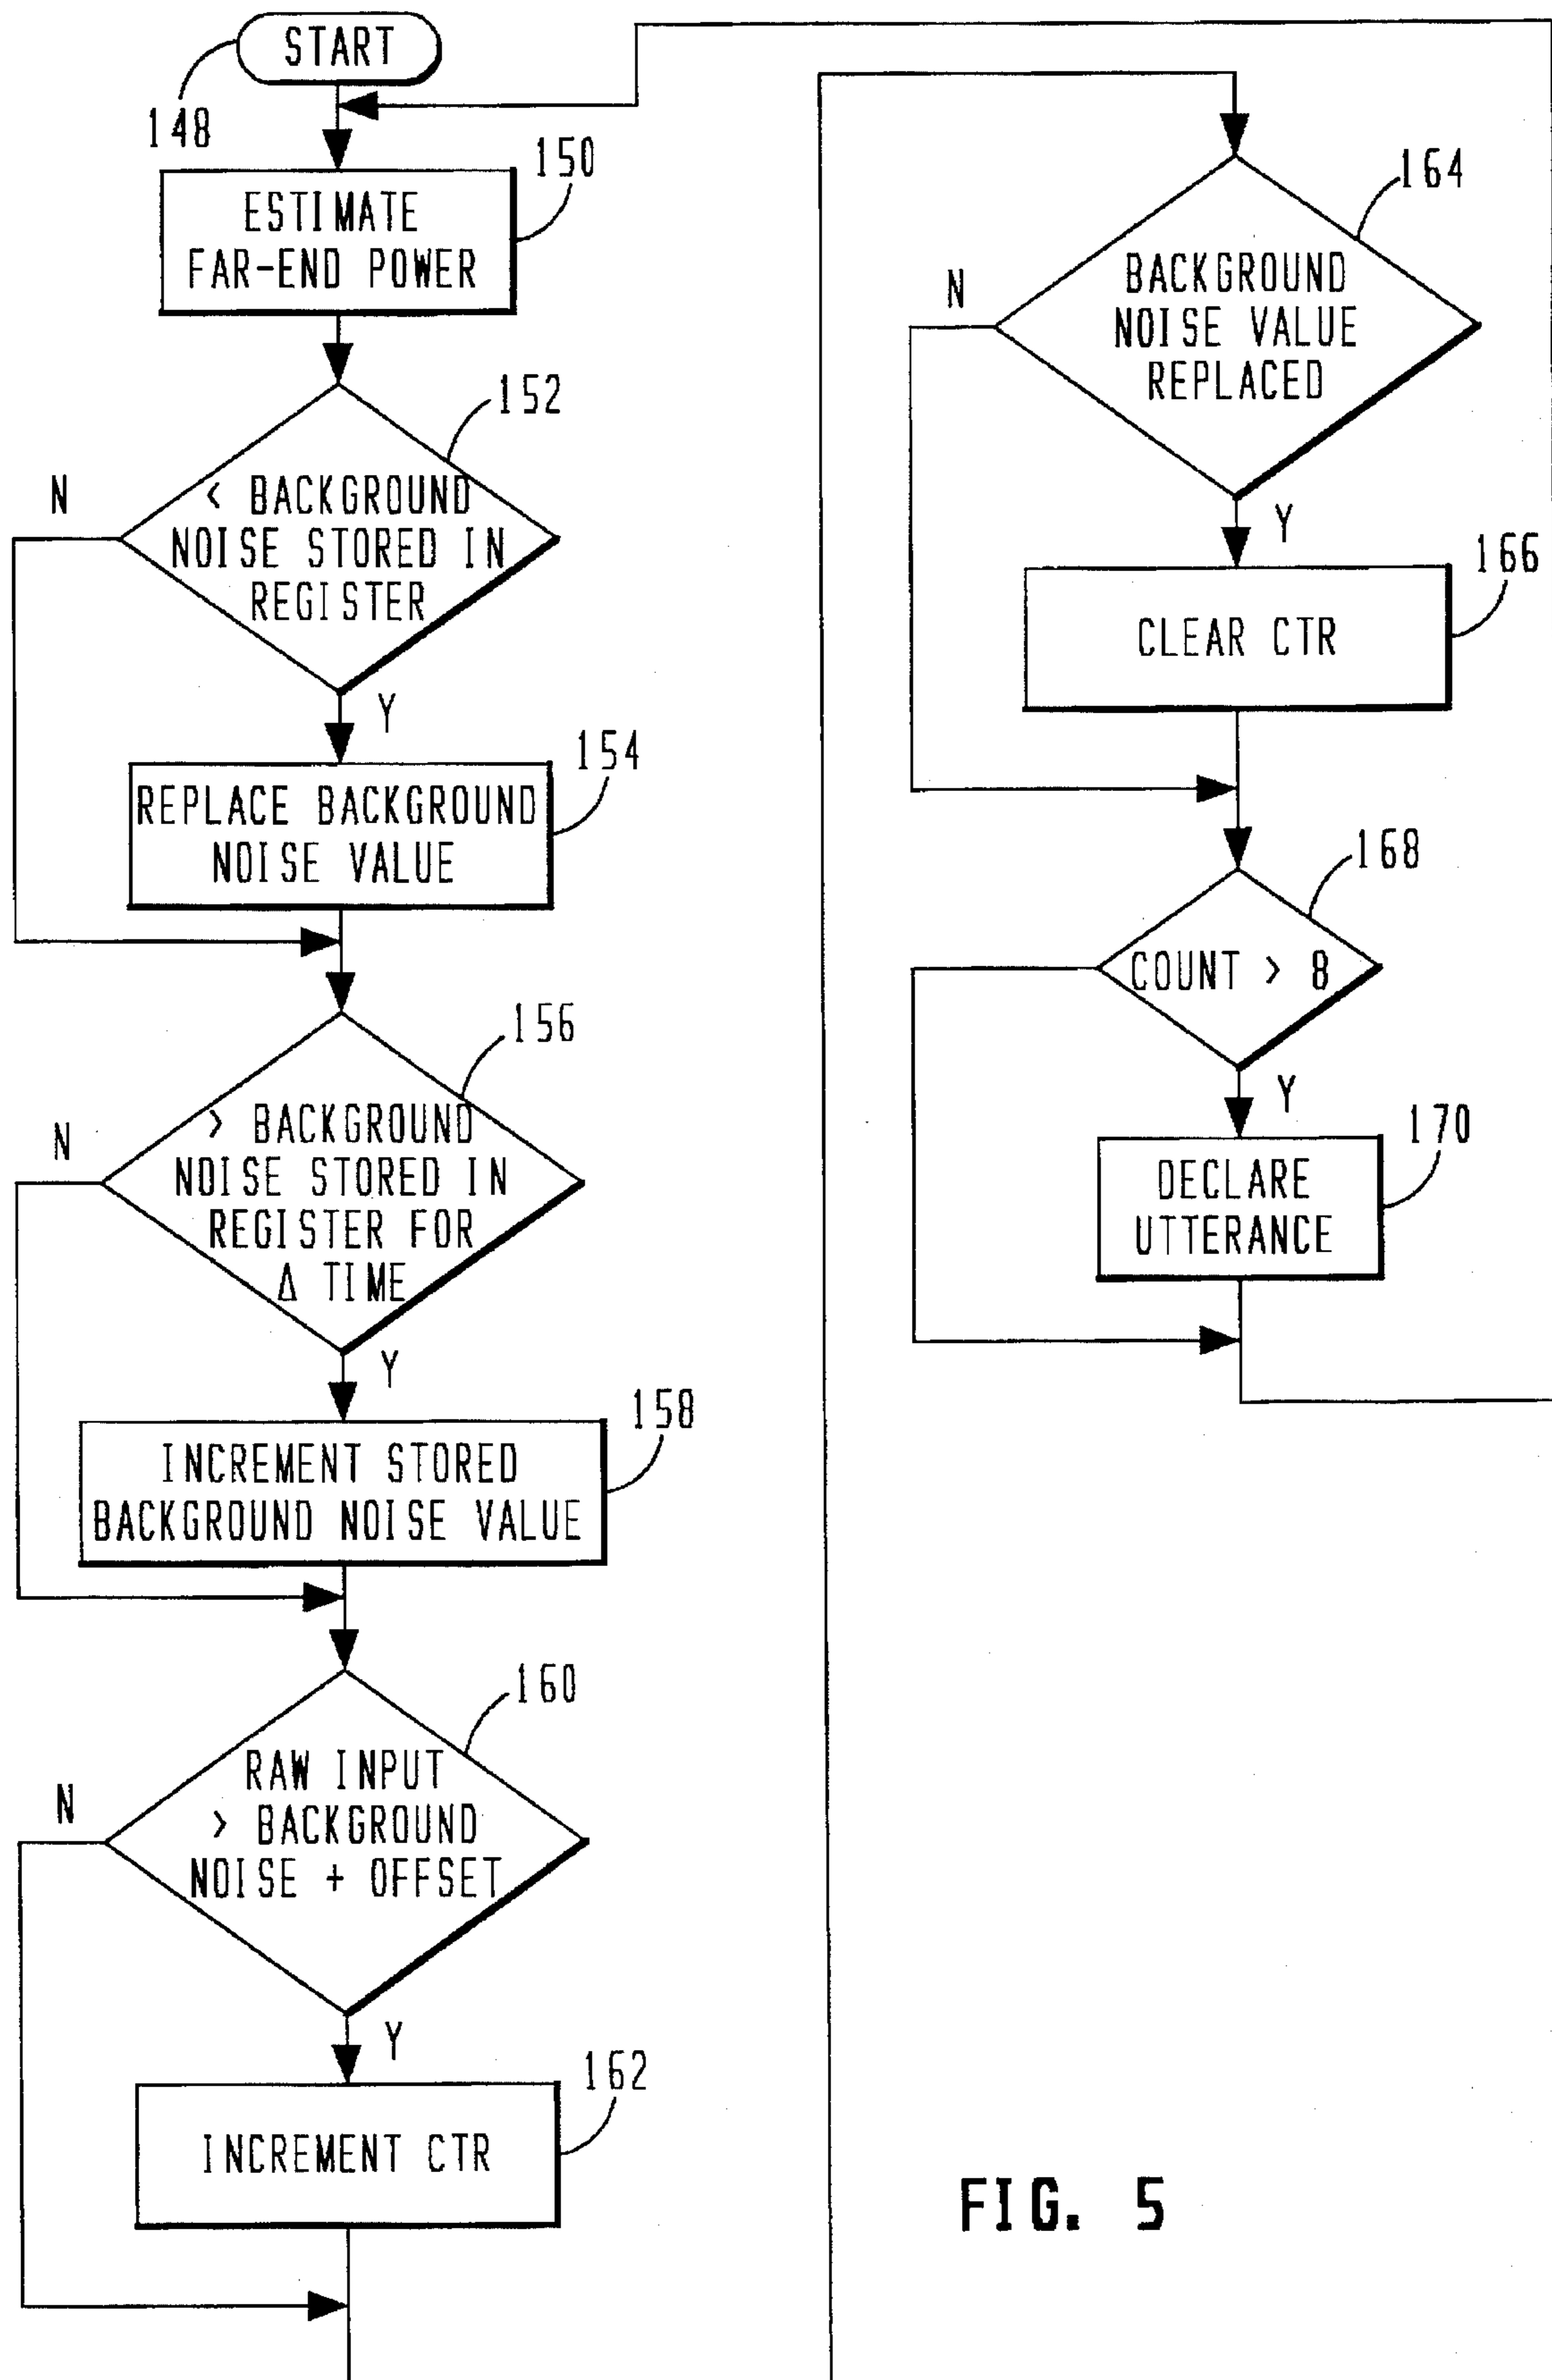 START
148
150
ESTIMATE
FAR-END POWER
152
N
< BACKGROUND
NOISE STORED IN
REGISTER
Y
154
REPLACE BACKGROUND
NOISE VALUE
156
N
> BACKGROUND
NOISE STORED IN
REGISTER FOR
Δ TIME
Y
158
INCREMENT STORED
BACKGROUND NOISE VALUE
160
N
RAW INPUT
> BACKGROUND
NOISE + OFFSET
Y
162
INCREMENT CTR
164
N
BACKGROUND
NOISE VALUE
REPLACED
Y
166
CLEAR CTR
168
COUNT > 8
Y
170
DECLARE
UTTERANCE
FIG. 5